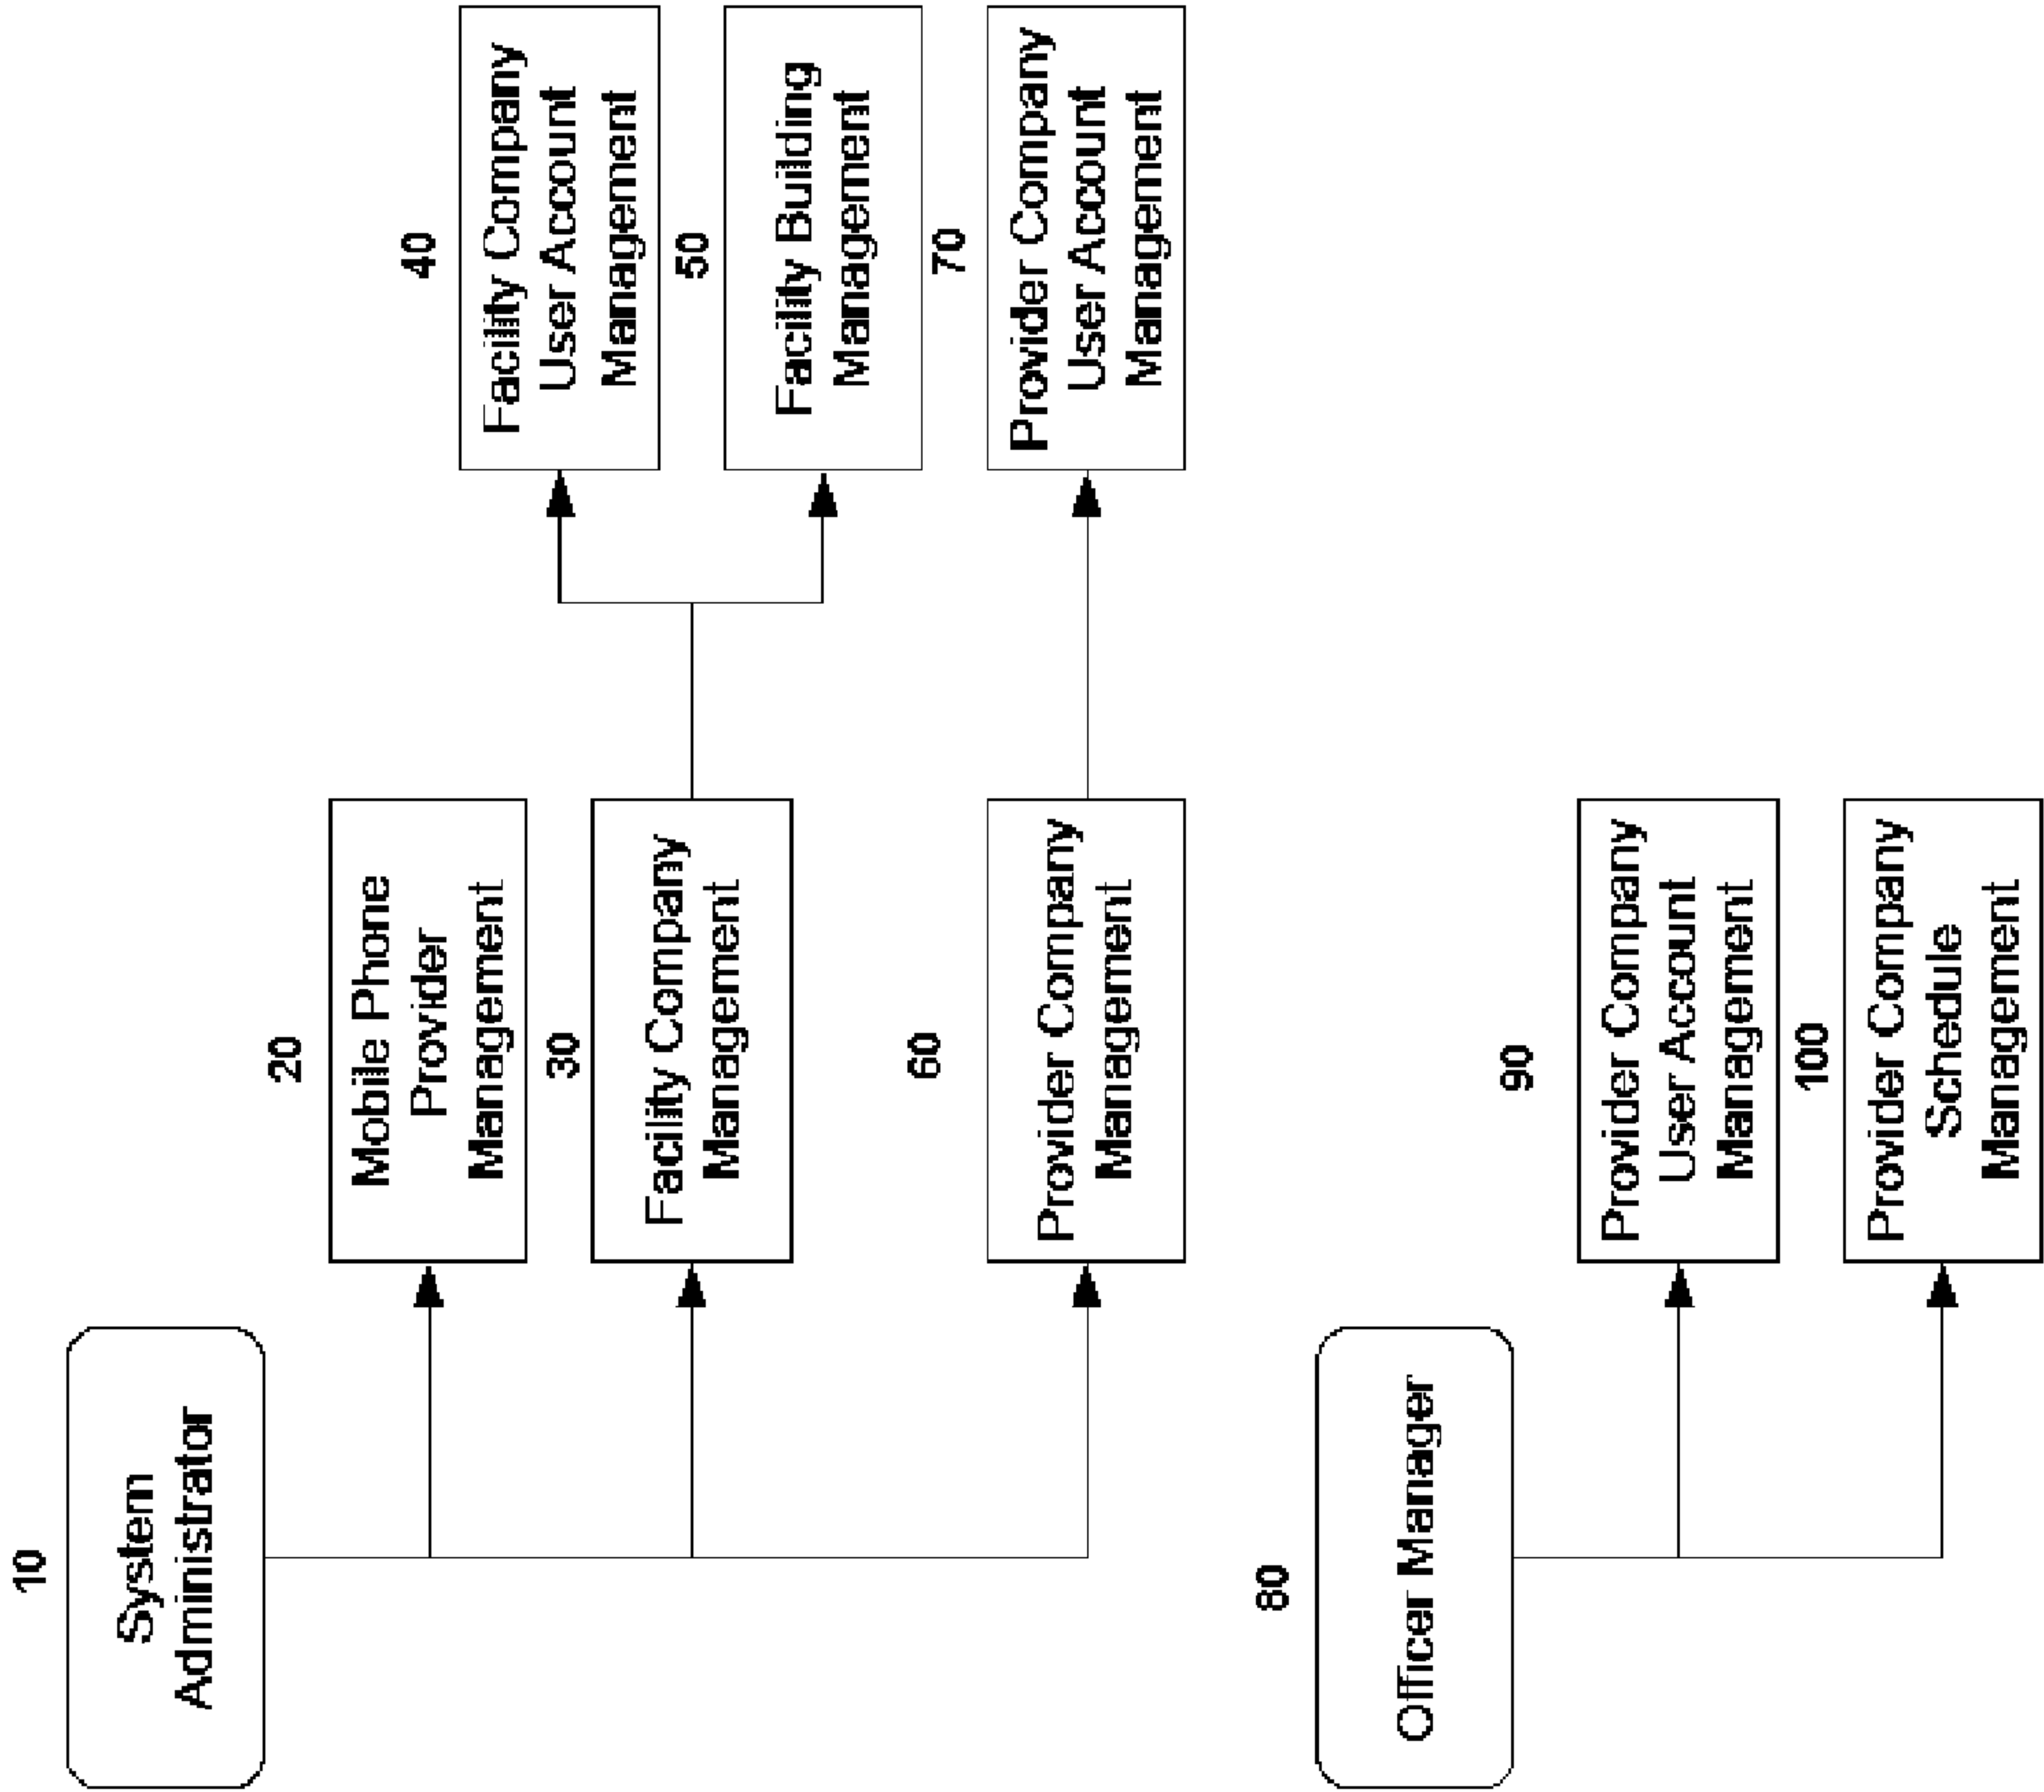 10
System
Administrator
20
Mobile Phone
Provider
Management
30
Facility Company
Management
40
Facility Company
User Account
Management
50
Facility Building
Management
60
Provider Company
Management
70
Provider Company
User Account
Management
80
Officer Manager
90
Provider Company
User Account
Management
100
Provider Company
Schedule
Management